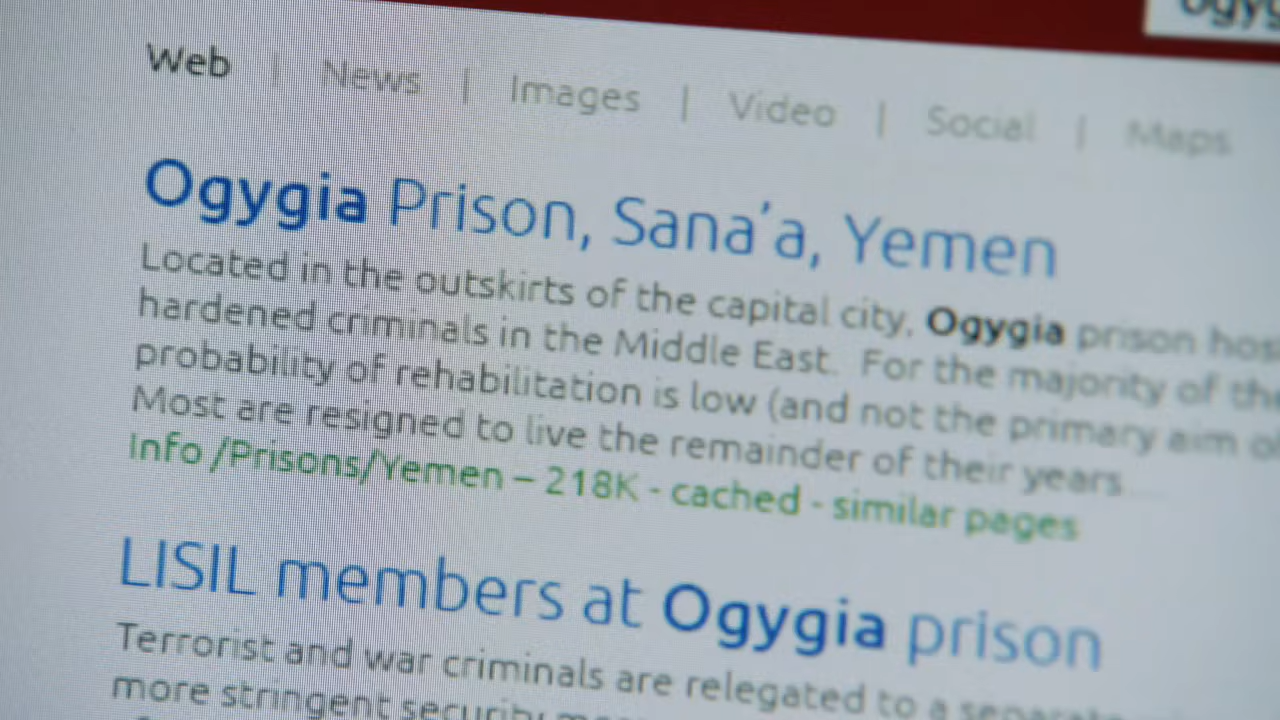 ogyg
Web | News | Images | Video | Social | Maps
Ogygia Prison, Sana'a, Yemen
Located in the outskirts of the capital city, Ogygia prison hos
hardened criminals in the Middle East. For the majority of the
probability of rehabilitation is low (and not the primary aim of
Most are resigned to live the remainder of their years...
Info /Prisons/Yemen – 218K - cached - similar pages
LISIL members at Ogygia prison
Terrorist and war criminals are relegated to a separate
more stringent security